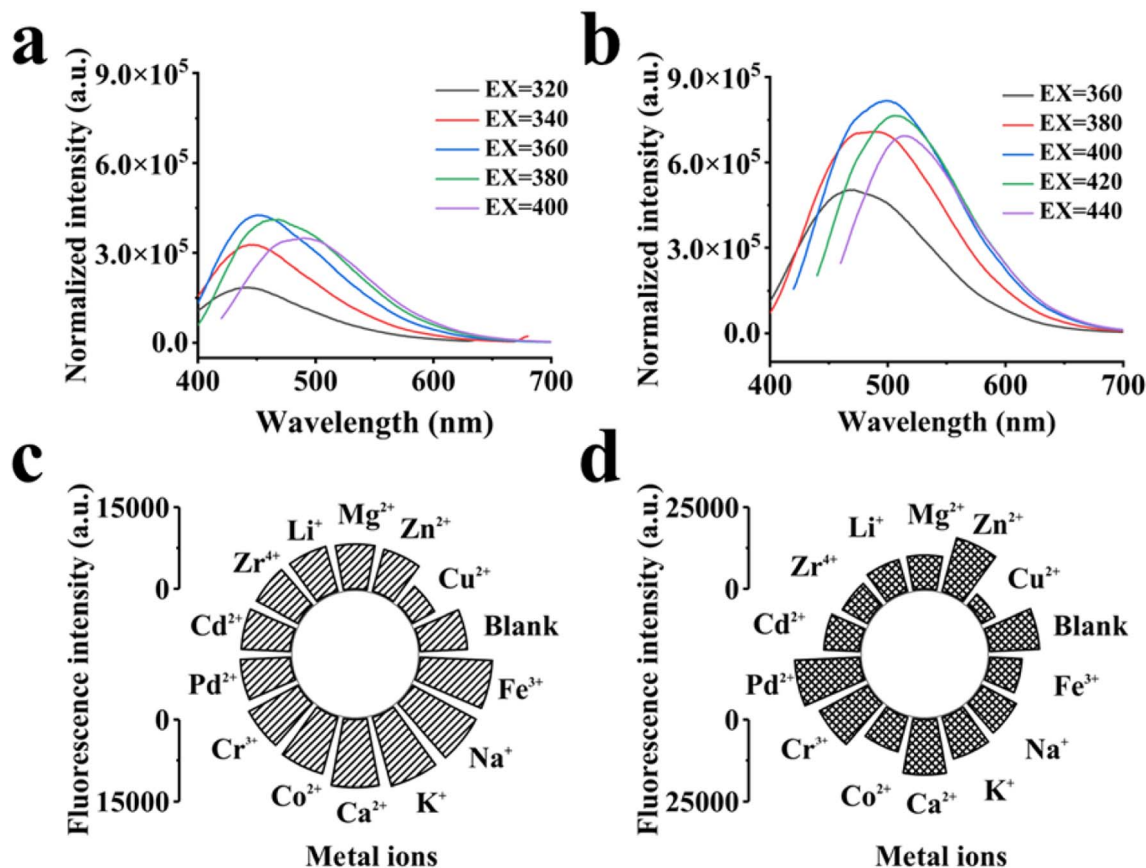 a
Normalized intensity (a.u.)
9.0×10⁵
6.0×10⁵
3.0×10⁵
0.0
EX=320
EX=340
EX=360
EX=380
EX=400
400
500
600
700
Wavelength (nm)
b
Normalized intensity (a.u.)
9.0×10⁵
6.0×10⁵
3.0×10⁵
0.0
EX=360
EX=380
EX=400
EX=420
EX=440
400
500
600
700
Wavelength (nm)
c
Fluorescence intensity (a.u.)
15000
0
0
15000
Blank
Cu²⁺
Zn²⁺
Mg²⁺
Li⁺
Zr⁴⁺
Cd²⁺
Pd²⁺
Cr³⁺
Co²⁺
Ca²⁺
K⁺
Na⁺
Fe³⁺
Metal ions
d
Fluorescence intensity (a.u.)
25000
0
0
25000
Blank
Cu²⁺
Zn²⁺
Mg²⁺
Li⁺
Zr⁴⁺
Cd²⁺
Pd²⁺
Cr³⁺
Co²⁺
Ca²⁺
K⁺
Na⁺
Fe³⁺
Metal ions